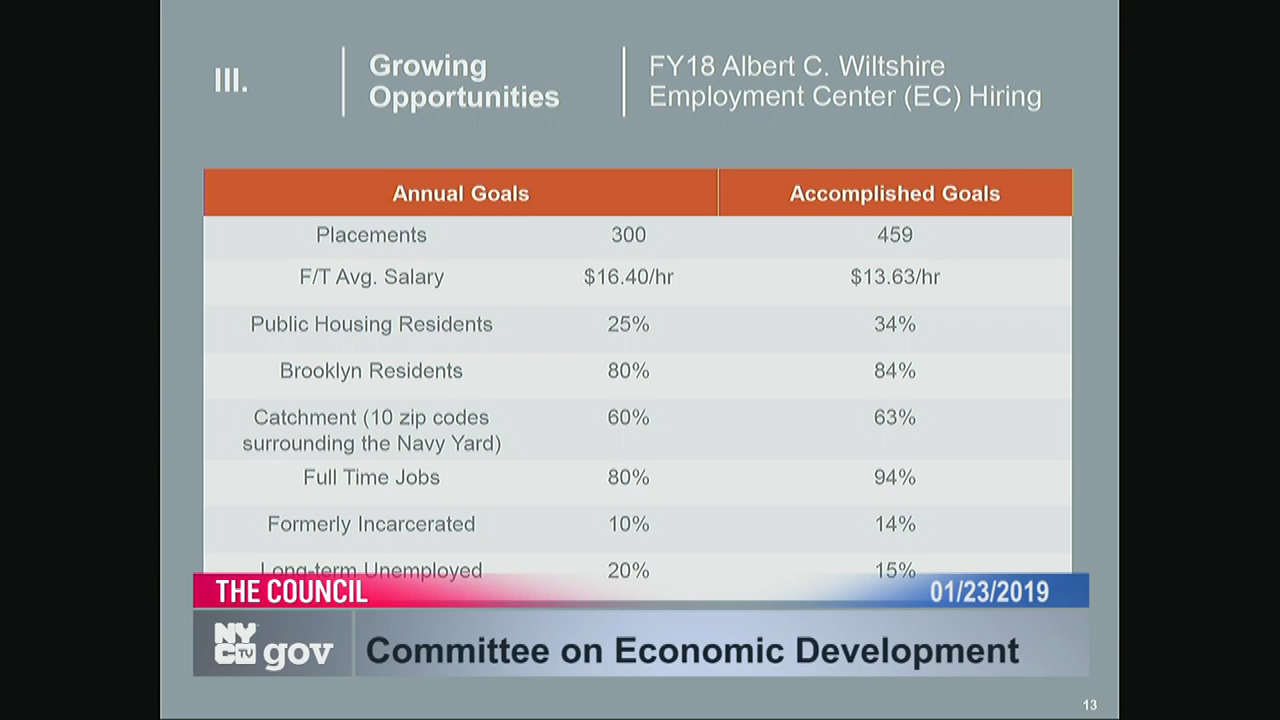 III.
Growing
Opportunities
FY18 Albert C. Wiltshire
Employment Center (EC) Hiring
Annual Goals Accomplished Goals
Placements 300 459
F/T Avg. Salary $16.40/hr $13.63/hr
Public Housing Residents 25% 34%
Brooklyn Residents 80% 84%
Catchment (10 zip codes
surrounding the Navy Yard) 60% 63%
Full Time Jobs 80% 94%
Formerly Incarcerated 10% 14%
Long-term Unemployed 20% 15%
THE COUNCIL 01/23/2019
NYC TV gov
Committee on Economic Development
13